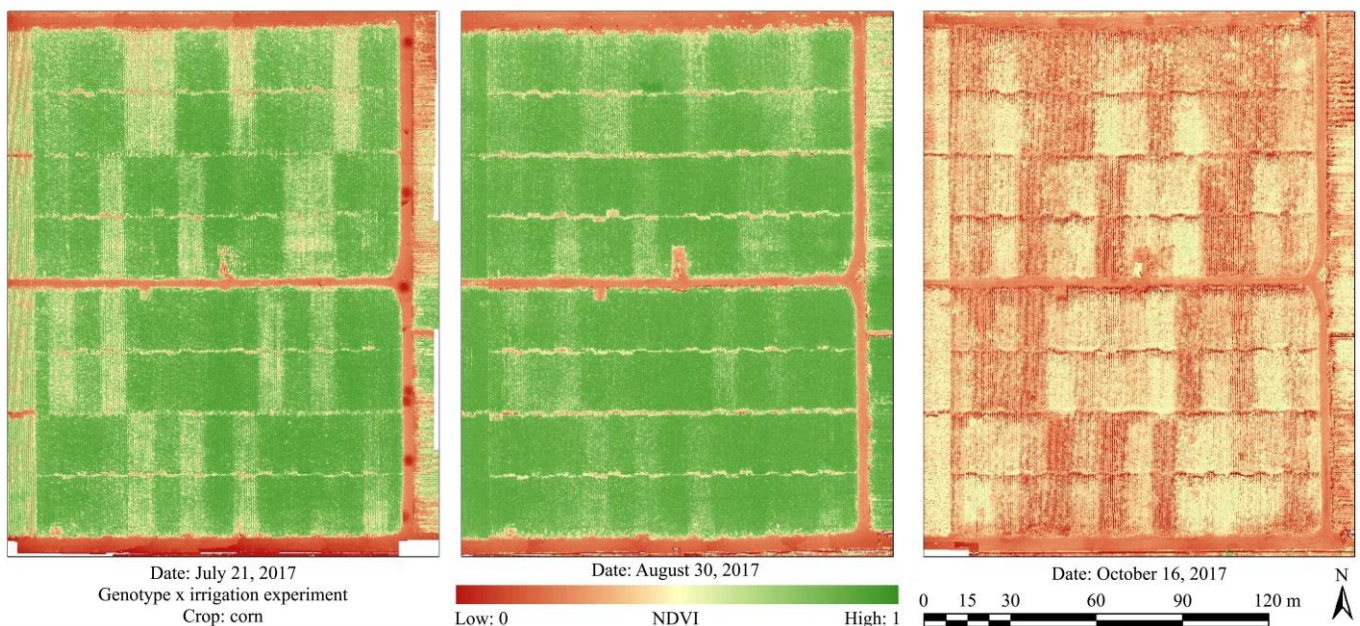 Date: July 21, 2017
Genotype x irrigation experiment
Crop: corn
Date: August 30, 2017
Low: 0 NDVI High: 1
Date: October 16, 2017
0 15 30 60 90 120 m
N